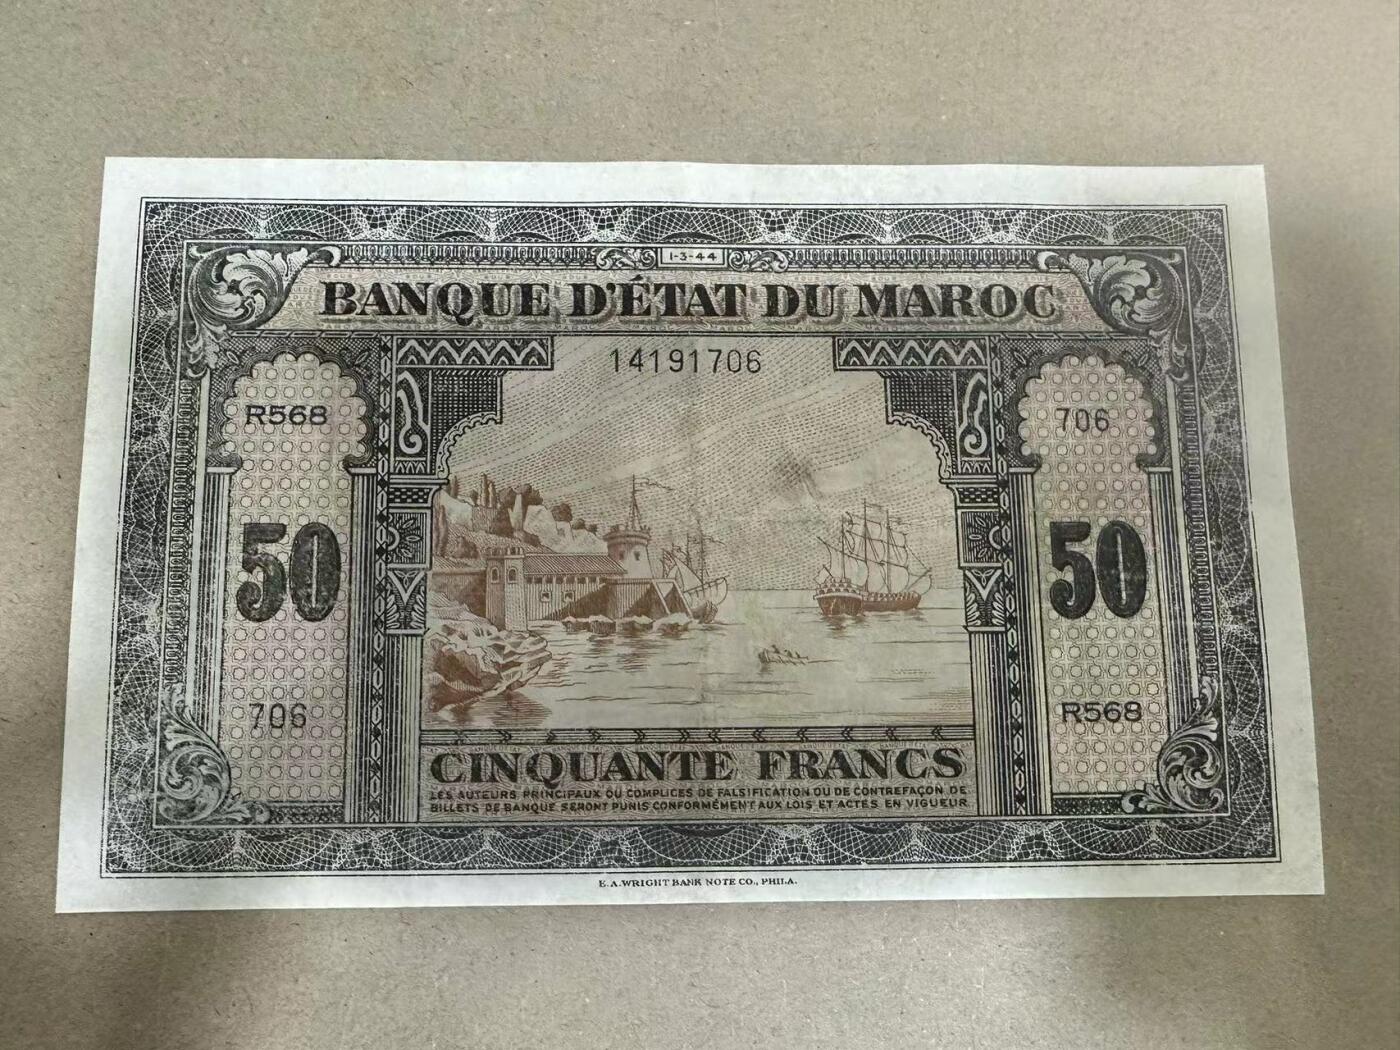 1-3-44
BANQUE D'ÉTAT DU MAROC
14191706
R568
706
50
50
706
R568
CINQUANTE FRANCS
LES AUTEURS PRINCIPAUX OU COMPLICES DE FALSIFICATION OU DE CONTREFAÇON DE
BILLETS DE BANQUE SERONT PUNIS CONFORMÉMENT AUX LOIS ET ACTES EN VIGUEUR.
E.A.WRIGHT BANK NOTE CO., PHILA.